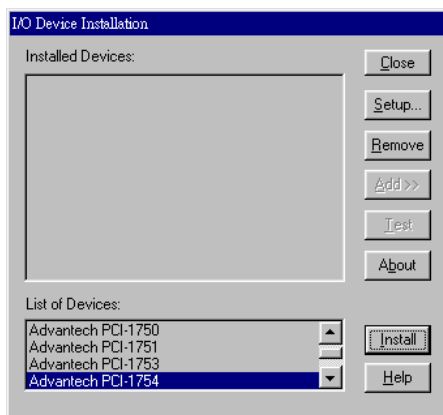 I/O Device Installation
Installed Devices:
Close
Setup...
Remove
Add >>
Test
About
List of Devices:
Advantech PCI-1750
Advantech PCI-1751
Advantech PCI-1753
Advantech PCI-1754
Install
Help